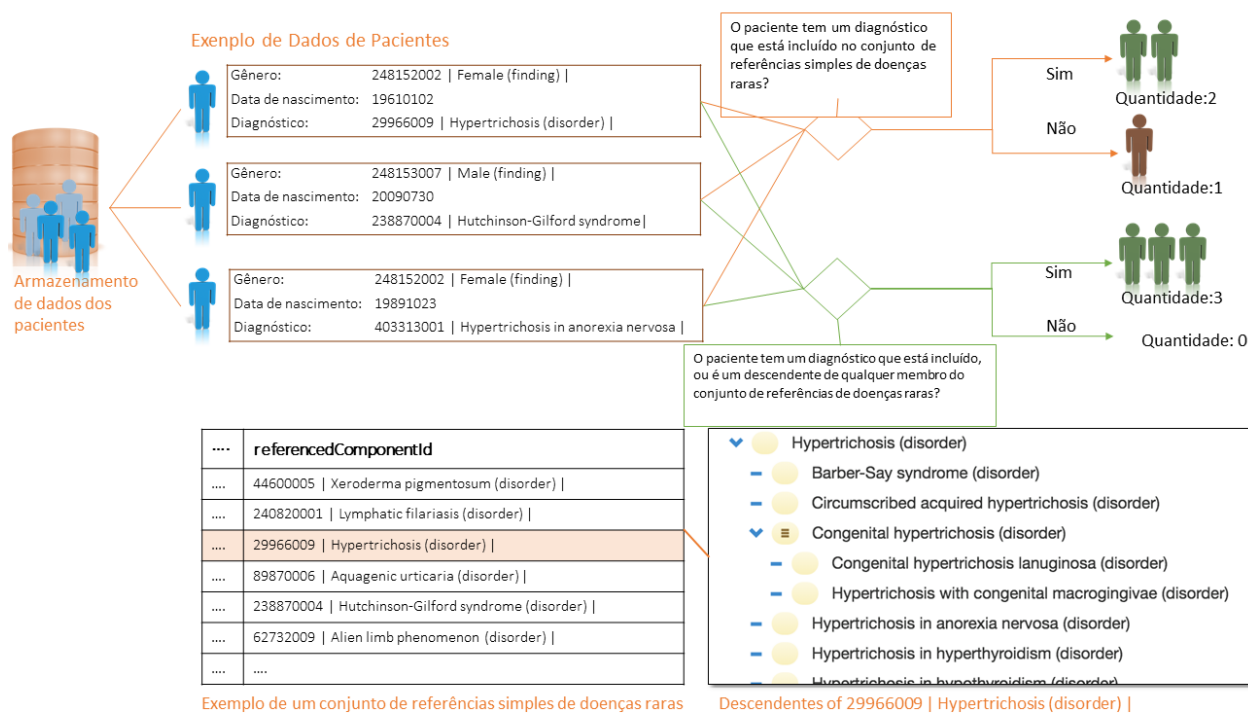 Exemplo de Dados de Pacientes
Gênero: 248152002 | Female (finding) |
Data de nascimento: 19610102
Diagnóstico: 29966009 | Hypertrichosis (disorder) |
Gênero: 248153007 | Male (finding) |
Data de nascimento: 20090730
Diagnóstico: 238870004 | Hutchinson-Gilford syndrome|
Gênero: 248152002 | Female (finding) |
Data de nascimento: 19891023
Diagnóstico: 403313001 | Hypertrichosis in anorexia nervosa |
Armazenamento
de dados dos
pacientes
O paciente tem um diagnóstico
que está incluído no conjunto de
referências simples de doenças
raras?
Sim
Quantidade:2
Não
Quantidade:1
Sim
Quantidade:3
Não
Quantidade: 0
O paciente tem um diagnóstico que está incluído,
ou é um descendente de qualquer membro do
conjunto de referências de doenças raras?
.... referencedComponentId
.... 44600005 | Xeroderma pigmentosum (disorder) |
.... 240820001 | Lymphatic filariasis (disorder) |
.... 29966009 | Hypertrichosis (disorder) |
.... 89870006 | Aquagenic urticaria (disorder) |
.... 238870004 | Hutchinson-Gilford syndrome (disorder) |
.... 62732009 | Alien limb phenomenon (disorder) |
.... ....
Exemplo de um conjunto de referências simples de doenças raras
Hypertrichosis (disorder)
Barber-Say syndrome (disorder)
Circumscribed acquired hypertrichosis (disorder)
Congenital hypertrichosis (disorder)
Congenital hypertrichosis lanuginosa (disorder)
Hypertrichosis with congenital macrogingivae (disorder)
Hypertrichosis in anorexia nervosa (disorder)
Hypertrichosis in hyperthyroidism (disorder)
Hypertrichosis in hypothyroidism (disorder)
Descendentes of 29966009 | Hypertrichosis (disorder) |